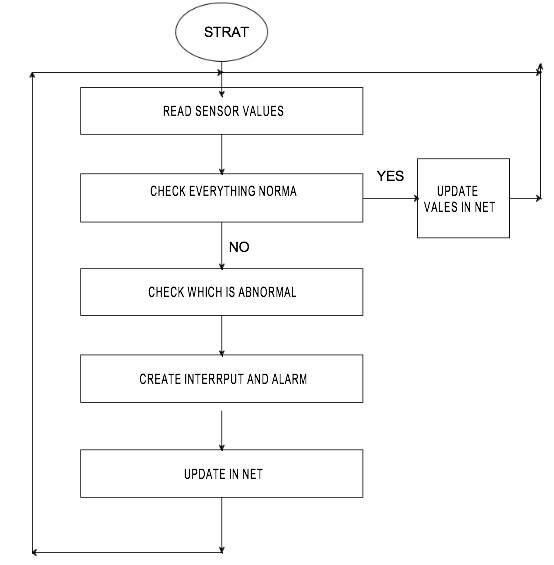 STRAT
READ SENSOR VALUES
CHECK EVERYTHING NORMA
YES
UPDATE
VALES IN NET
NO
CHECK WHICH IS ABNORMAL
CREATE INTERRPUT AND ALARM
UPDATE IN NET